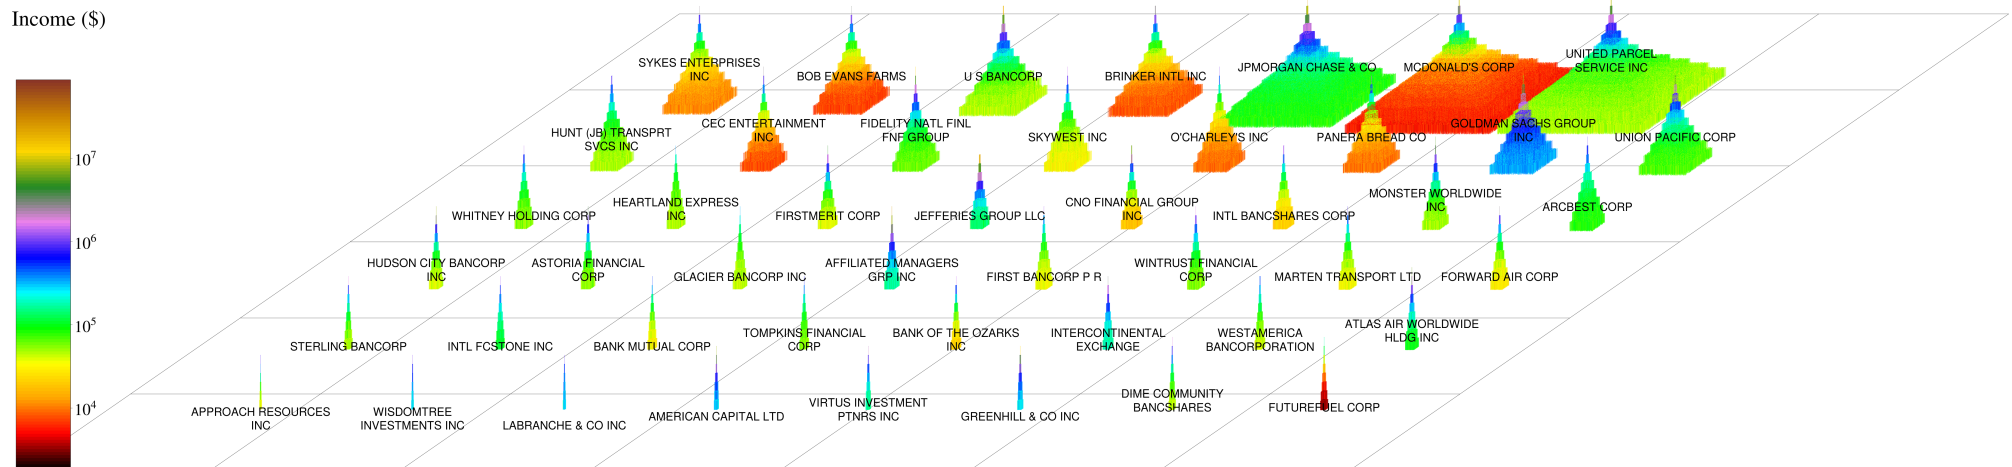 Income ($)
10^7
10^6
10^5
10^4
SYKES ENTERPRISES
INC
BOB EVANS FARMS
U S BANCORP
BRINKER INTL INC
JPMORGAN CHASE & CO
MCDONALD'S CORP
UNITED PARCEL
SERVICE INC
HUNT (JB) TRANSPRT
SVCS INC
CEC ENTERTAINMENT
INC
FIDELITY NATL FINL
FNF GROUP
SKYWEST INC
O'CHARLEY'S INC
PANERA BREAD CO
GOLDMAN SACHS GROUP
INC
UNION PACIFIC CORP
WHITNEY HOLDING CORP
HEARTLAND EXPRESS
INC
FIRSTMERIT CORP
JEFFERIES GROUP LLC
CNO FINANCIAL GROUP
INC
INTL BANCSHARES CORP
MONSTER WORLDWIDE
INC
ARCBEST CORP
HUDSON CITY BANCORP
INC
ASTORIA FINANCIAL
CORP
GLACIER BANCORP INC
AFFILIATED MANAGERS
GRP INC
FIRST BANCORP P R
WINTRUST FINANCIAL
CORP
MARTEN TRANSPORT LTD
FORWARD AIR CORP
STERLING BANCORP
INTL FCSTONE INC
BANK MUTUAL CORP
TOMPKINS FINANCIAL
CORP
BANK OF THE OZARKS
INC
INTERCONTINENTAL
EXCHANGE
WESTAMERICA
BANCORPORATION
ATLAS AIR WORLDWIDE
HLDG INC
APPROACH RESOURCES
INC
WISDOMTREE
INVESTMENTS INC
LABRANCHE & CO INC
AMERICAN CAPITAL LTD
VIRTUS INVESTMENT
PTNRS INC
GREENHILL & CO INC
DIME COMMUNITY
BANCSHARES
FUTUREFUEL CORP